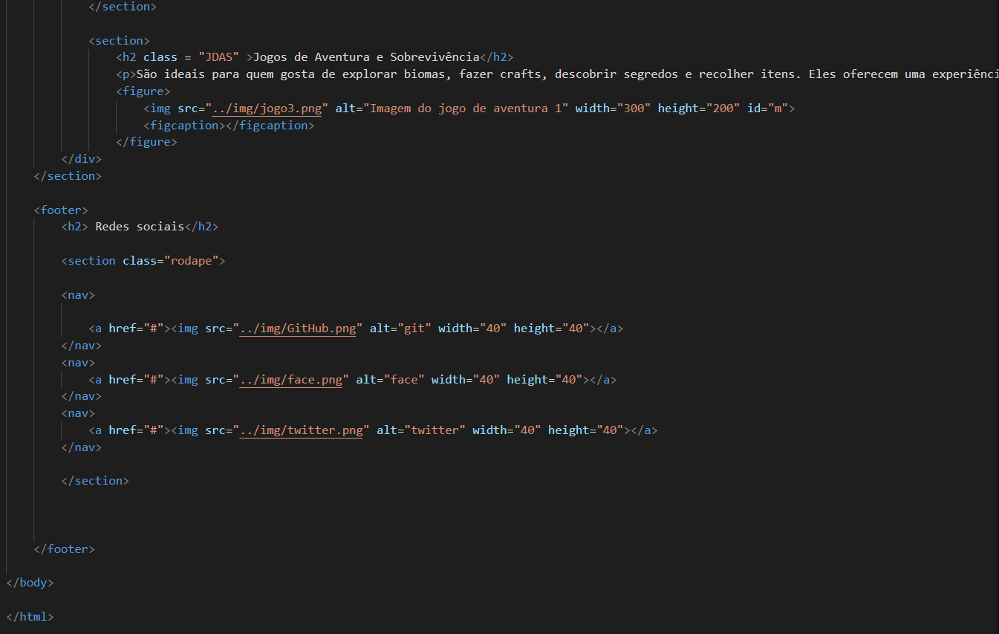 </section>
<section>
<h2 class = "JDAS" >Jogos de Aventura e Sobrevivência</h2>
<p>São ideais para quem gosta de explorar biomas, fazer crafts, descobrir segredos e recolher itens. Eles oferecem uma
<figure>
<img src="../img/jogo3.png" alt="Imagem do jogo de aventura 1" width="300" height="200" id="m">
<figcaption></figcaption>
</figure>
</div>
</section>
<footer>
<h2> Redes sociais</h2>
<section class="rodape">
<nav>
<a href="#"><img src="../img/GitHub.png" alt="git" width="40" height="40"></a>
</nav>
<nav>
<a href="#"><img src="../img/face.png" alt="face" width="40" height="40"></a>
</nav>
<nav>
<a href="#"><img src="../img/twitter.png" alt="twitter" width="40" height="40"></a>
</nav>
</section>
</footer>
</body>
</html>